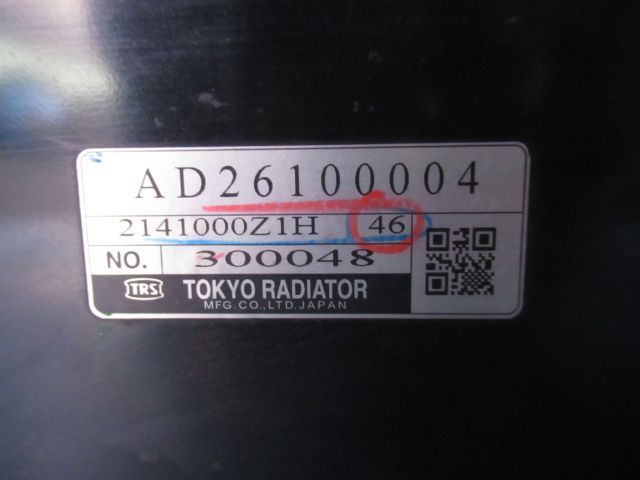 AD26100004
2141000Z1H 46
NO. 300048
TRS TOKYO RADIATOR
MFG.CO.,LTD.JAPAN